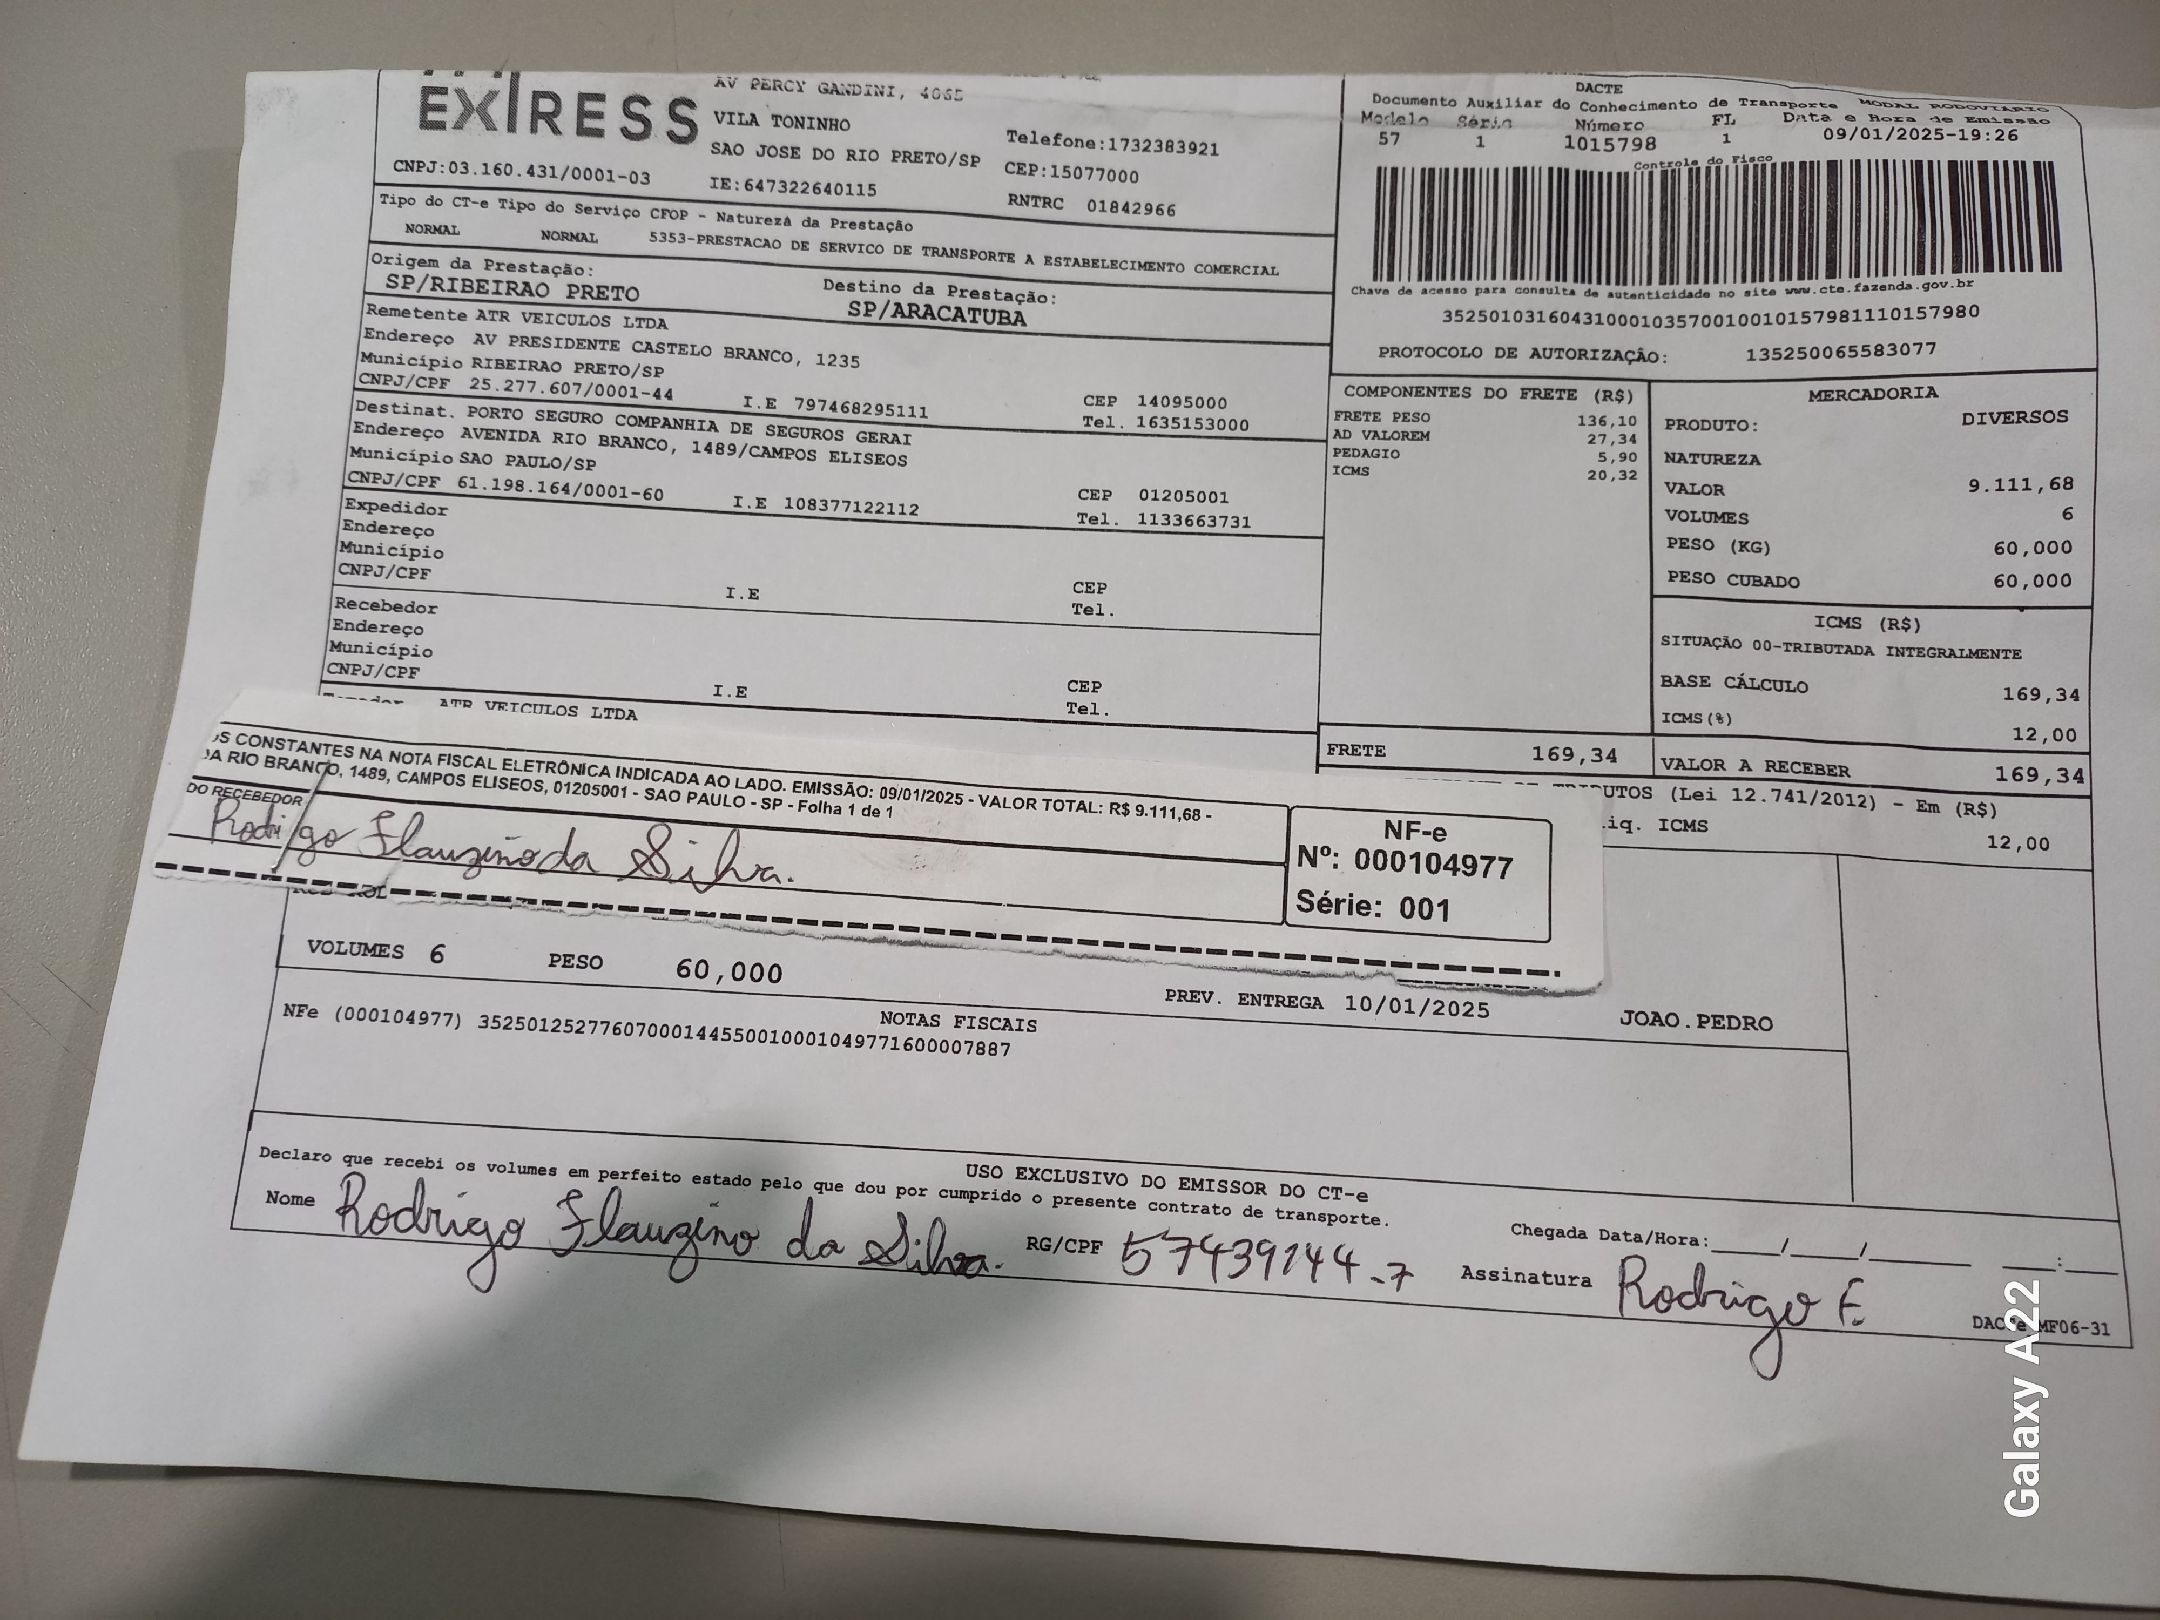 EX RESS
AV PERCY GANDINI, 4065
VILA TONINHO
SAO JOSE DO RIO PRETO/SP
Telefone:1732383921
CEP:15077000
CNPJ:03.160.431/0001-03
IE:647322640115
RNTRC 01842966
DACTE
Documento Auxiliar do Conhecimento de Transporte MODAL RODOVIÁRIO
Modelo Série Número FL Data e Hora de Emissão
57 1 1015798 1 09/01/2025-19:26
Controle do Fisco
Chave de acesso para consulta de autenticidade no site www.cte.fazenda.gov.br
35250103160431000103570010010157981110157980
PROTOCOLO DE AUTORIZAÇÃO: 135250065583077
Tipo do CT-e Tipo do Serviço CFOP - Natureza da Prestação
NORMAL NORMAL 5353-PRESTACAO DE SERVICO DE TRANSPORTE A ESTABELECIMENTO COMERCIAL
Origem da Prestação: Destino da Prestação:
SP/RIBEIRAO PRETO SP/ARACATUBA
Remetente ATR VEICULOS LTDA
Endereço AV PRESIDENTE CASTELO BRANCO, 1235
Município RIBEIRAO PRETO/SP CEP 14095000
CNPJ/CPF 25.277.607/0001-44 I.E 797468295111 Tel. 1635153000
Destinat. PORTO SEGURO COMPANHIA DE SEGUROS GERAI
Endereço AVENIDA RIO BRANCO, 1489/CAMPOS ELISEOS
Município SAO PAULO/SP CEP 01205001
CNPJ/CPF 61.198.164/0001-60 I.E 108377122112 Tel. 1133663731
Expedidor
Endereço
Município CEP
CNPJ/CPF I.E Tel.
Recebedor
Endereço
Município CEP
CNPJ/CPF I.E Tel.
ATR VEICULOS LTDA
COMPONENTES DO FRETE (R$)
FRETE PESO 136,10
AD VALOREM 27,34
PEDAGIO 5,90
ICMS 20,32
MERCADORIA
PRODUTO: DIVERSOS
NATUREZA
VALOR 9.111,68
VOLUMES 6
PESO (KG) 60,000
PESO CUBADO 60,000
ICMS (R$)
SITUAÇÃO 00-TRIBUTADA INTEGRALMENTE
BASE CÁLCULO 169,34
ICMS(%) 12,00
FRETE 169,34 VALOR A RECEBER 169,34
UTOS (Lei 12.741/2012) - Em (R$)
iq. ICMS 12,00
OS CONSTANTES NA NOTA FISCAL ELETRÔNICA INDICADA AO LADO. EMISSÃO: 09/01/2025 - VALOR TOTAL: R$ 9.111,68 -
DA RIO BRANCO, 1489, CAMPOS ELISEOS, 01205001 - SAO PAULO - SP - Folha 1 de 1
DO RECEBEDOR
Rodrigo Flauzino da Silva.
NF-e
Nº: 000104977
Série: 001
VOLUMES 6 PESO 60,000 PREV. ENTREGA 10/01/2025 JOAO.PEDRO
NOTAS FISCAIS
NFe (000104977) 35250125277607000144550010001049771600007887
USO EXCLUSIVO DO EMISSOR DO CT-e
Declaro que recebi os volumes em perfeito estado pelo que dou por cumprido o presente contrato de transporte.
Chegada Data/Hora:____/____/________ ____:____
Nome Rodrigo Flauzino da Silva. RG/CPF 57439144-7 Assinatura Rodrigo F.
DACTe MF06-31
Galaxy A22